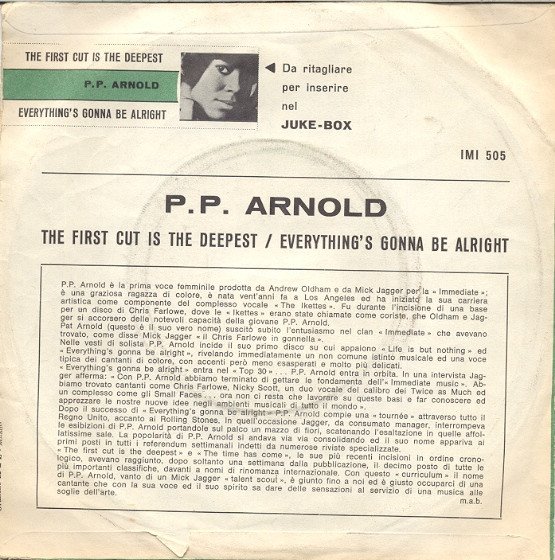 THE FIRST CUT IS THE DEEPEST
P.P. ARNOLD
EVERYTHING'S GONNA BE ALRIGHT
◄ Da ritagliare
per inserire
nel
JUKE-BOX
IMI 505
P.P. ARNOLD
THE FIRST CUT IS THE DEEPEST / EVERYTHING'S GONNA BE ALRIGHT
P.P. Arnold è la prima voce femminile prodotta da Andrew Oldham e da Mick Jagger per la « Immediate »;
è una graziosa ragazza di colore, è nata vent'anni fa a Los Angeles ed ha iniziato la sua carriera
artistica come componente del complesso vocale « The Ikettes ». Fu durante l'incisione di una base
per un disco di Chris Farlowe, dove le « Ikettes » erano state chiamate come coriste, che Oldham e Jag-
ger si accorsero delle notevoli capacità della giovane P.P. Arnold.
Pat Arnold (questo è il suo vero nome) suscitò subito l'entusiasmo nel clan « Immediate » che avevano
trovato, come disse Mick Jagger « il Chris Farlowe in gonnella ».
Nelle vesti di solista P.P. Arnold incide il suo primo disco su cui appaiono « Life is but nothing » ed
« Everything's gonna be alright », rivelando immediatamente un non comune istinto musicale ed una voce
tipica dei cantanti di colore, con accenti però meno esasperati e molto più delicati.
« Everything's gonna be alright » entra nel « Top 30 » . . . P.P. Arnold entra in orbita. In una intervista Jag-
ger afferma: « Con P.P. Arnold abbiamo terminato di gettare le fondamenta dell'« Immediate music ». Ab-
biamo trovato cantanti come Chris Farlowe, Nicky Scott, un duo vocale del calibro dei Twice as Much ed
un complesso come gli Small Faces . . . ora non ci resta che lavorare su queste basi e far conoscere ed
apprezzare le nostre nuove idee negli ambienti musicali di tutto il mondo ».
Dopo il successo di « Everything's gonna be alright » P.P. Arnold compie una « tournée » attraverso tutto il
Regno Unito, accanto ai Rolling Stones. In quell'occasione Jagger, da consumato manager, interrompeva
le esibizioni di P.P. Arnold portandole sul palco un mazzo di fiori, scatenando l'esaltazione in quelle affol-
latissime sale. La popolarità di P.P. Arnold si andava via via consolidando ed il suo nome appariva ai
primi posti in tutti i referendum indetti da numerose riviste specializzate.
« The first cut is the deepest » e « The time has come », le sue più recenti incisioni in ordine crono-
logico, avevano raggiunto, dopo soltanto una settimana dalla pubblicazione, il decimo posto di tutte le
più importanti classifiche, davanti a nomi di rinomanza internazionale. Con questo « curriculum » il nome
di P.P. Arnold, vanto di un Mick Jagger « talent scout », è giunto fino a noi ed è giusto occuparci di una
cantante che con la sua voce ed il suo spirito sa dare delle sensazioni al servizio di una musica alle
soglie dell'arte.
m.a.b.